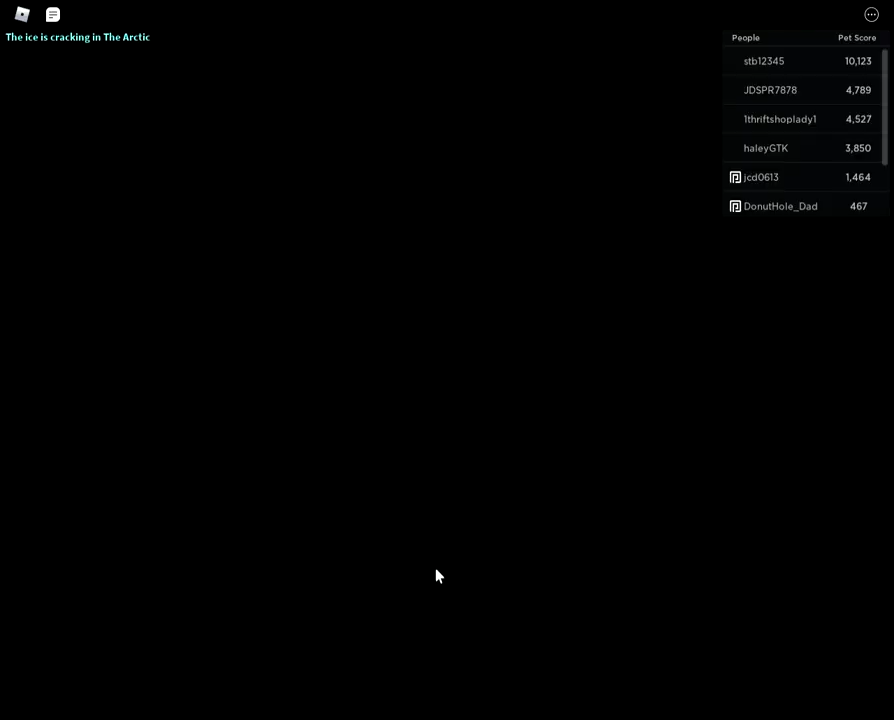 The ice is cracking in The Arctic
People Pet Score
stb12345 10,123
JDSPR7878 4,789
1thriftshoplady1 4,527
haleyGTK 3,850
jcd0613 1,464
DonutHole_Dad 467